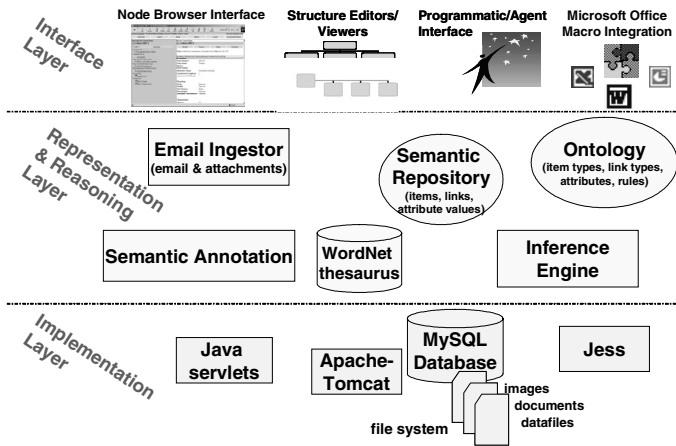 Interface
Layer
Node Browser Interface
Structure Editors/
Viewers
Programmatic/Agent
Interface
Microsoft Office
Macro Integration
W
Representation
& Reasoning
Layer
Email Ingestor
(email & attachments)
Semantic
Repository
(items, links,
attribute values)
Ontology
(item types, link types,
attributes, rules)
Semantic Annotation
WordNet
thesaurus
Inference
Engine
Implementation
Layer
Java
servlets
Apache-
Tomcat
MySQL
Database
Jess
file system
images
documents
datafiles